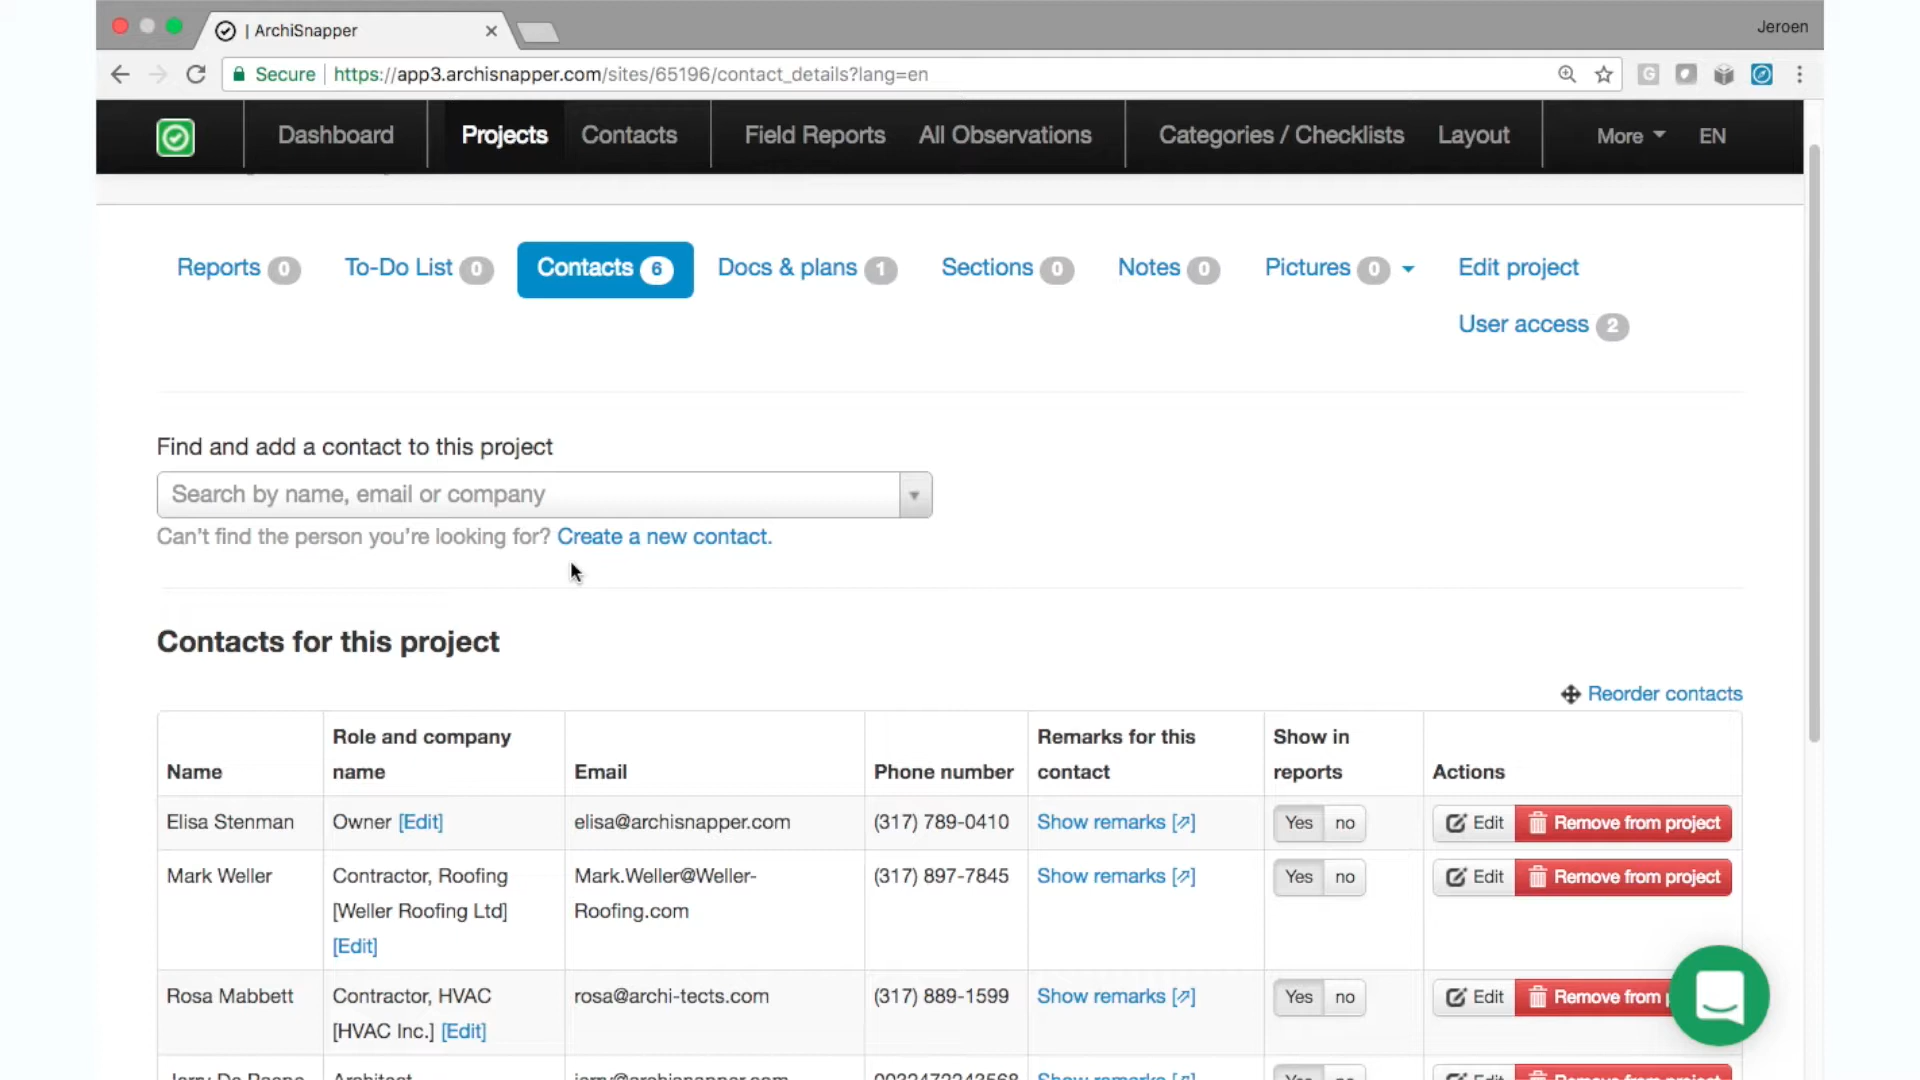 | ArchiSnapper
Jeroen
Secure https://app3.archisnapper.com/sites/65196/contact_details?lang=en
Dashboard Projects Contacts Field Reports All Observations Categories / Checklists Layout More EN
Reports 0 To-Do List 0 Contacts 6 Docs & plans 1 Sections 0 Notes 0 Pictures 0 Edit project
User access 2
Find and add a contact to this project
Search by name, email or company
Can't find the person you're looking for? Create a new contact.
Contacts for this project
Reorder contacts
Role and company Remarks for this Show in
Name name Email Phone number contact reports Actions
Elisa Stenman Owner [Edit] elisa@archisnapper.com (317) 789-0410 Show remarks [⇗] Yes no Edit Remove from project
Mark Weller Contractor, Roofing Mark.Weller@Weller- (317) 897-7845 Show remarks [⇗] Yes no Edit Remove from project
[Weller Roofing Ltd] Roofing.com
[Edit]
Rosa Mabbett Contractor, HVAC rosa@archi-tects.com (317) 889-1599 Show remarks [⇗] Yes no Edit Remove from
[HVAC Inc.] [Edit]
Architect